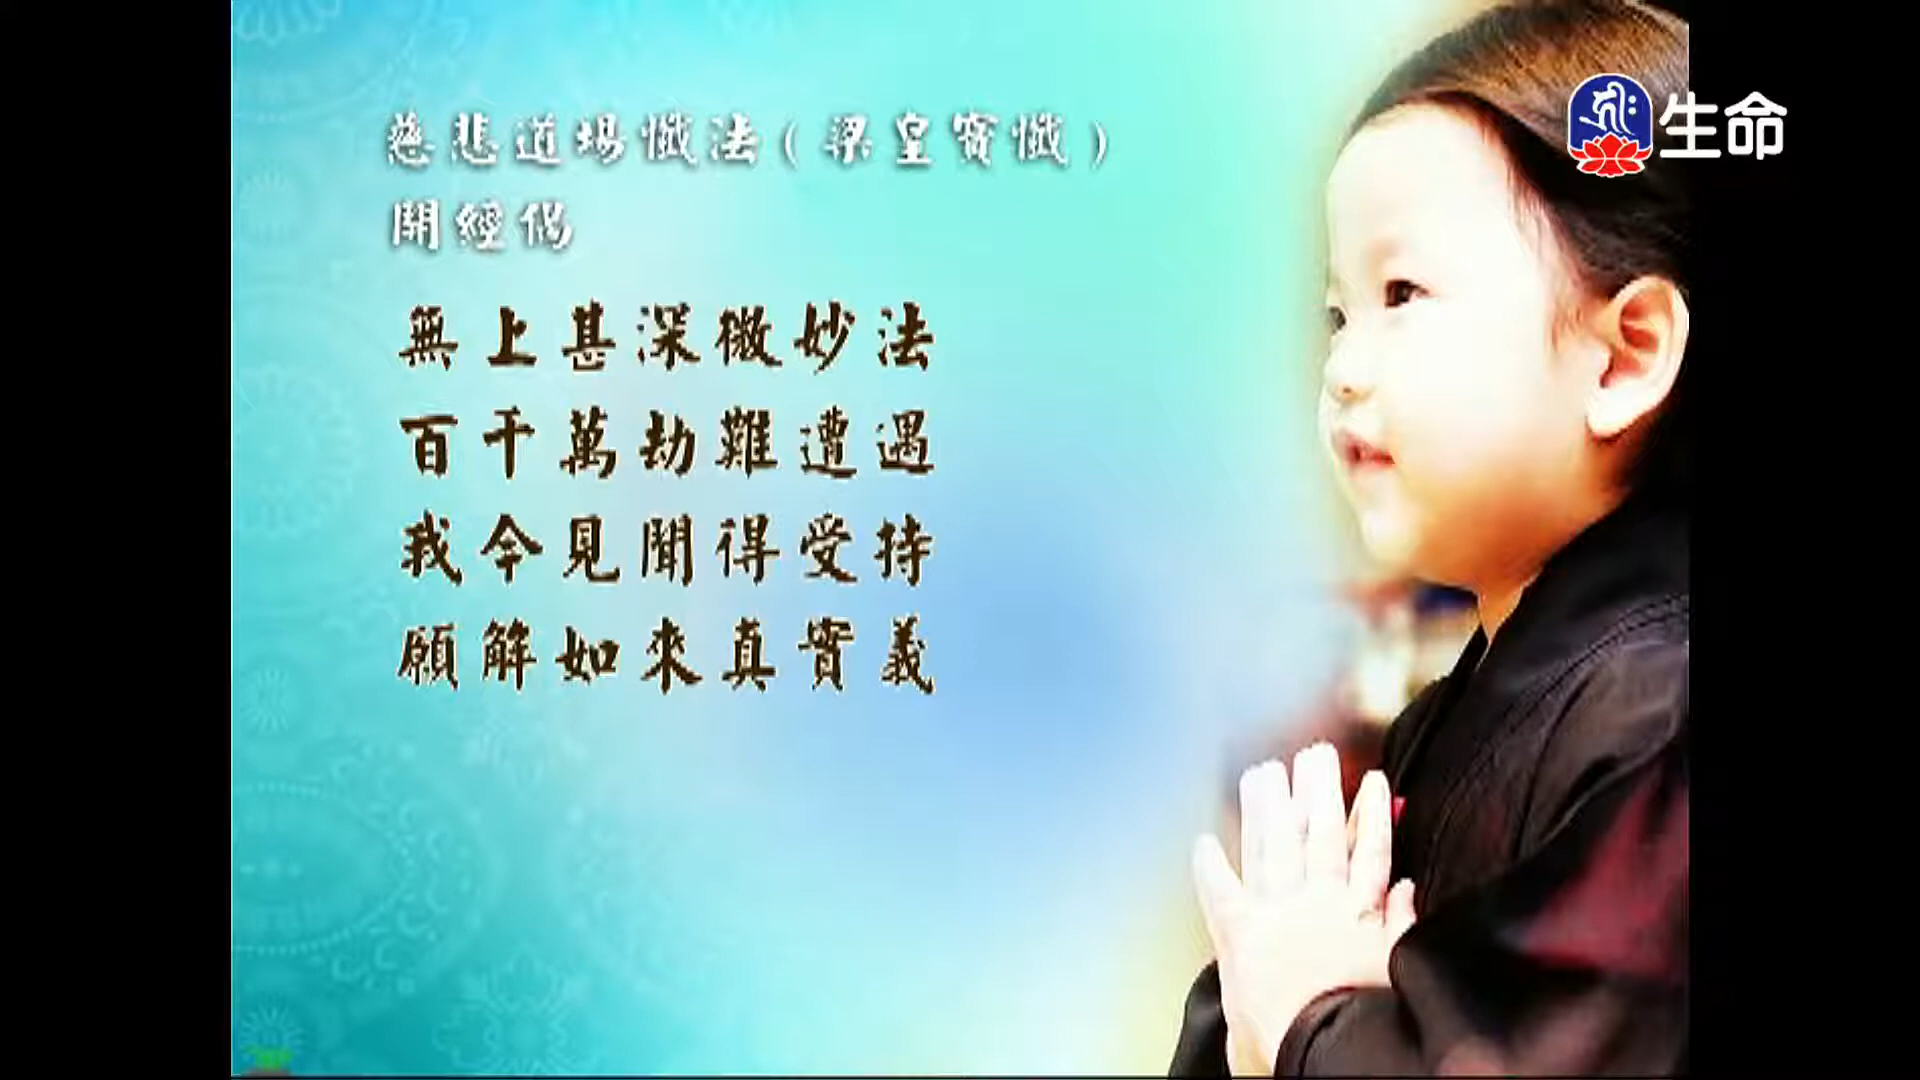 慈悲道場懺法(梁皇寶懺)
開經偈
無上甚深微妙法
百千萬劫難遭遇
我今見聞得受持
願解如來真實義
生命